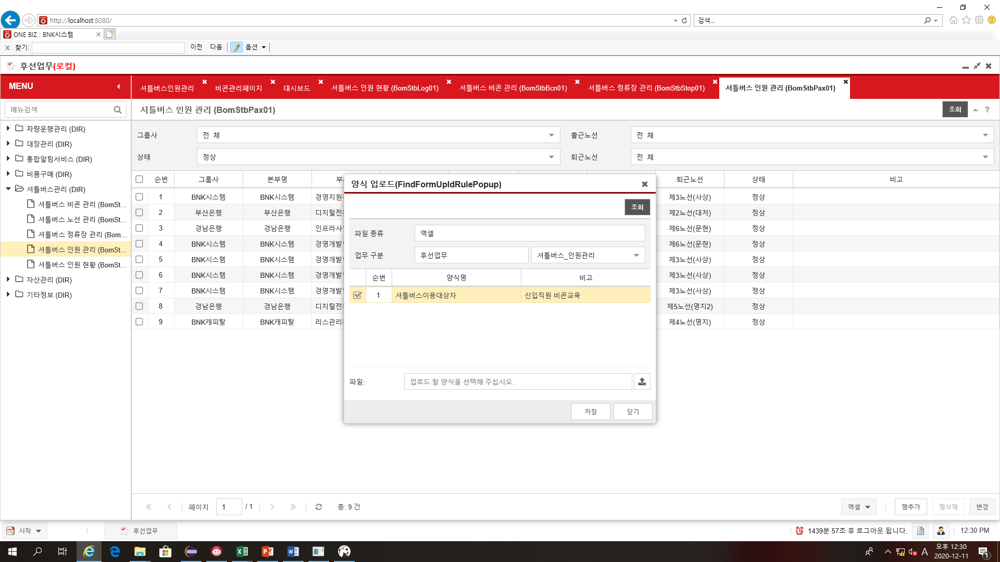 http://localhost:8080/
검색...
ONE BIZ : BNK시스템
찾기:
이전 다음 옵션
후선업무(로컬)
MENU
셔틀버스인원관리 비콘관리페이지 대시보드 셔틀버스 인원 현황 (BomStbLog01) 셔틀버스 비콘 관리 (BomStbBcn01) 셔틀버스 정류장 관리 (BomStbStop01) 셔틀버스 인원 관리 (BomStbPax01)
메뉴검색
셔틀버스 인원 관리 (BomStbPax01)
조회
?
차량운행관리 (DIR)
대장관리 (DIR)
통합알림서비스 (DIR)
비품구매 (DIR)
셔틀버스관리 (DIR)
셔틀버스 비콘 관리 (BomSt...
셔틀버스 노선 관리 (BomSt...
셔틀버스 정류장 관리 (Bom...
셔틀버스 인원 관리 (BomSt...
셔틀버스 인원 현황 (BomSt...
자산관리 (DIR)
기타정보 (DIR)
그룹사 전 체 출근노선 전 체
상태 정상 퇴근노선 전 체
순번 그룹사 본부명 퇴근노선 상태 비고
1 BNK시스템 BNK시스템 경영지원 제3노선(사상) 정상
2 부산은행 부산은행 디지털전 제2노선(대저) 정상
3 경남은행 경남은행 인프라사 제6노선(문현) 정상
4 BNK시스템 BNK시스템 경영개발 제6노선(문현) 정상
5 BNK시스템 BNK시스템 경영개발 제3노선(사상) 정상
6 BNK시스템 BNK시스템 경영개발 제3노선(사상) 정상
7 BNK시스템 BNK시스템 경영개발 제3노선(사상) 정상
8 경남은행 경남은행 디지털전 제5노선(명지2) 정상
9 BNK캐피탈 BNK캐피탈 리스관리 제4노선(명지) 정상
양식 업로드(FindFormUpldRulePopup)
조회
파일 종류 엑셀
업무 구분 후선업무 셔틀버스_인원관리
순번 양식명 비고
1 셔틀버스이용대상자 신입직원 비콘교육
파일: 업로드 할 양식을 선택해 주십시오.
저장 닫기
페이지 1 / 1 총: 9 건
엑셀 행추가 행삭제 변경
시작 후선업무
1439분 57초 후 로그아웃 됩니다. 12:30 PM
A 오후 12:30
2020-12-11
1